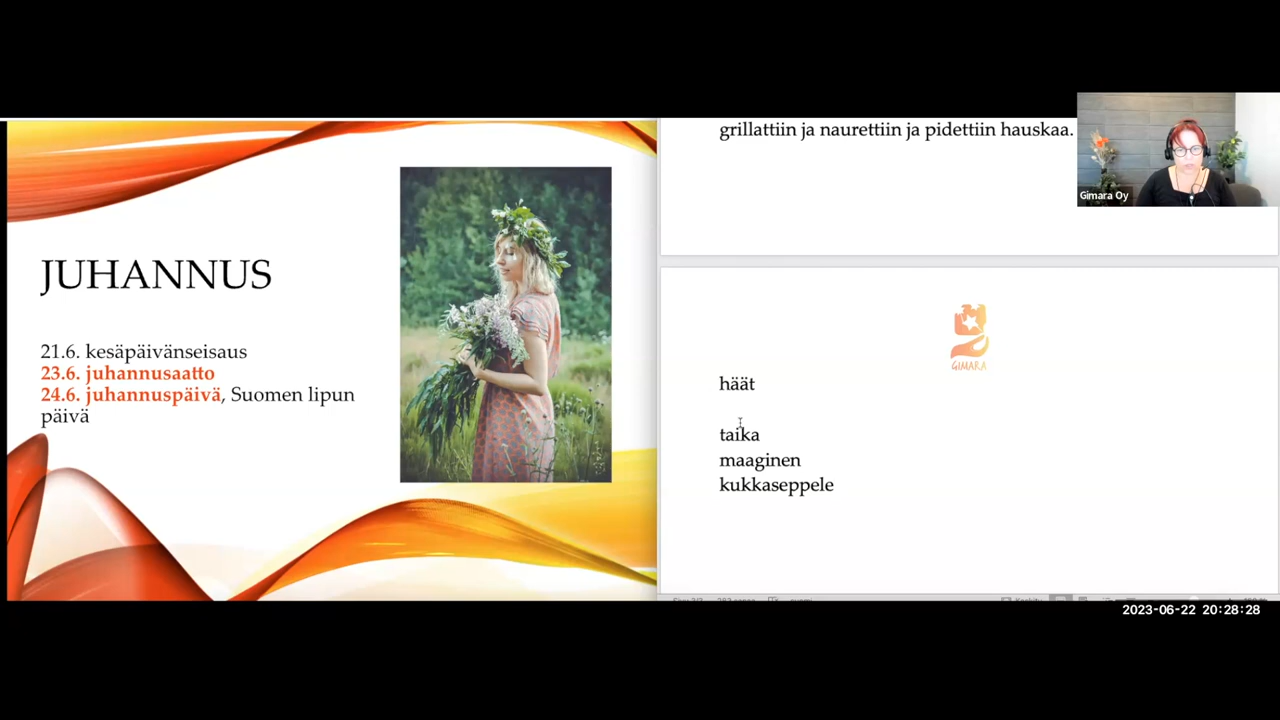 JUHANNUS
21.6. kesäpäivänseisaus
23.6. juhannusaatto
24.6. juhannuspäivä, Suomen lipun
päivä
grillattiin ja naurettiin ja pidettiin hauskaa.
Gimara Oy
GIMARA
häät
taika
maaginen
kukkaseppele
2023-06-22 20:28:28